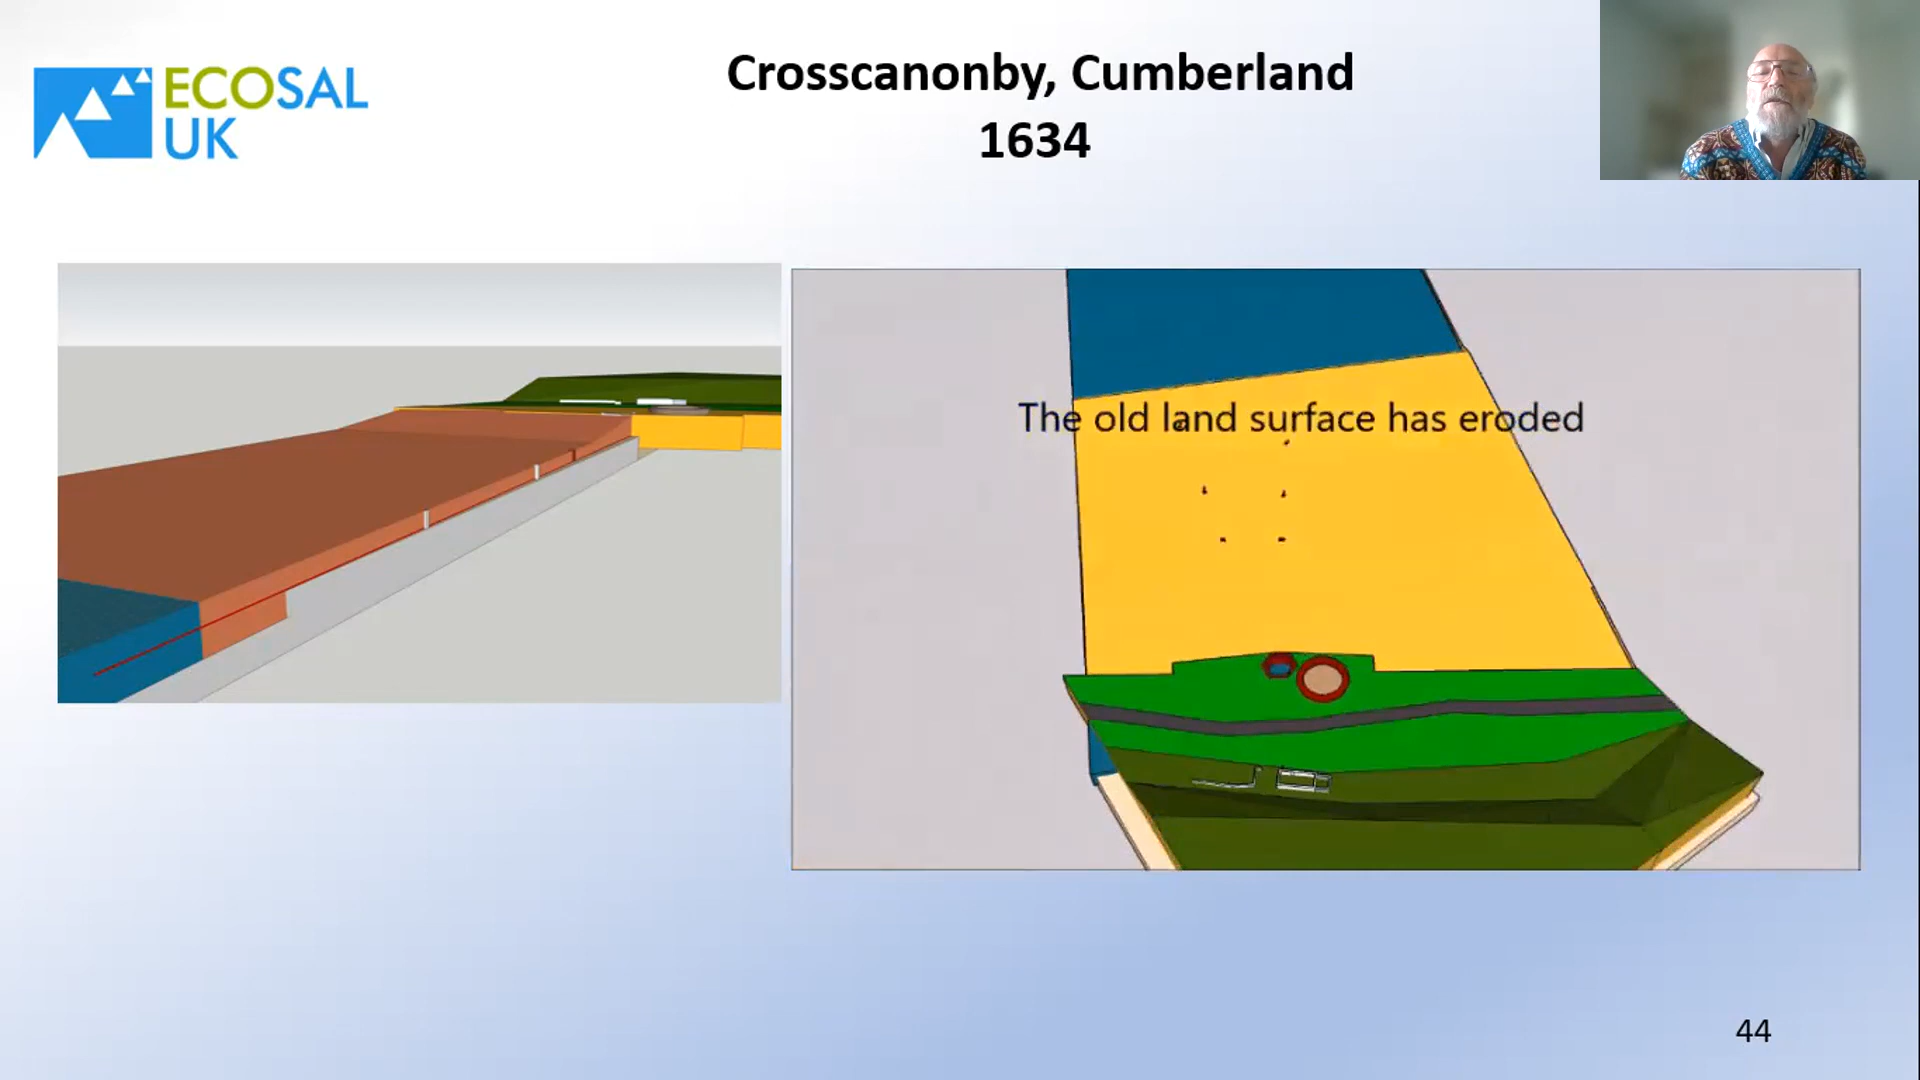 ECOSAL
UK
Crosscanonby, Cumberland
1634
The old land surface has eroded
44